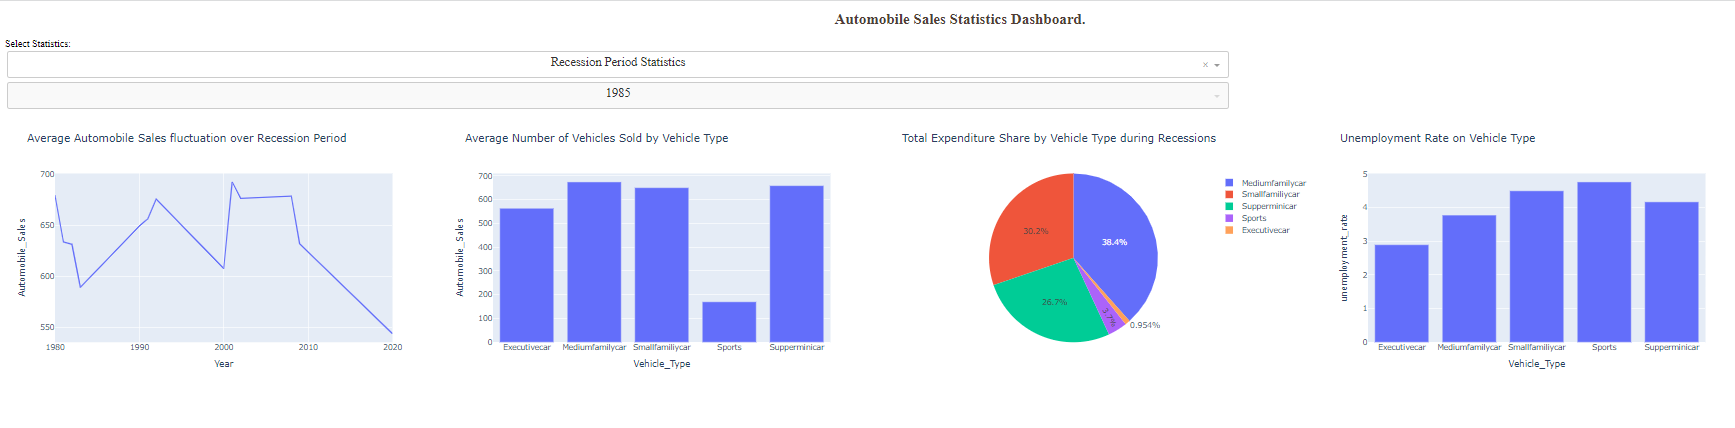 Automobile Sales Statistics Dashboard.
Select Statistics:
Recession Period Statistics
×
1985
Average Automobile Sales fluctuation over Recession Period
700
650
600
550
Automobile_Sales
1980 1990 2000 2010 2020
Year
Average Number of Vehicles Sold by Vehicle Type
700
600
500
400
300
200
100
0
Automobile_Sales
Executivecar Mediumfamilycar Smallfamiliycar Sports Supperminicar
Vehicle_Type
Total Expenditure Share by Vehicle Type during Recessions
38.4%
30.2%
26.7%
3.7%
0.954%
Mediumfamilycar
Smallfamiliycar
Supperminicar
Sports
Executivecar
Unemployment Rate on Vehicle Type
5
4
3
2
1
0
unemployment_rate
Executivecar Mediumfamilycar Smallfamiliycar Sports Supperminicar
Vehicle_Type